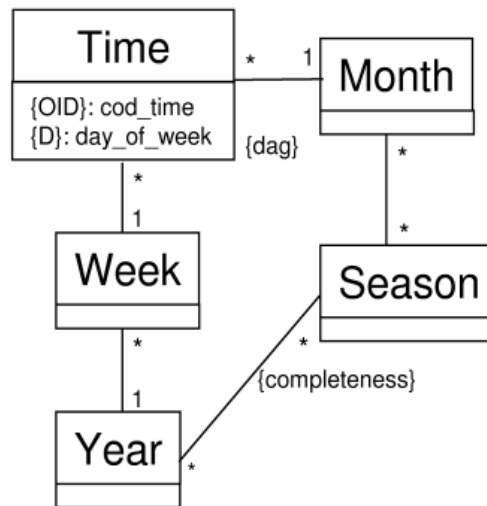 Time
{OID}: cod_time
{D}: day_of_week
* 1
Month
{dag}
*
1
Week
*
*
Season
*
1
Year
*
{completeness}
*